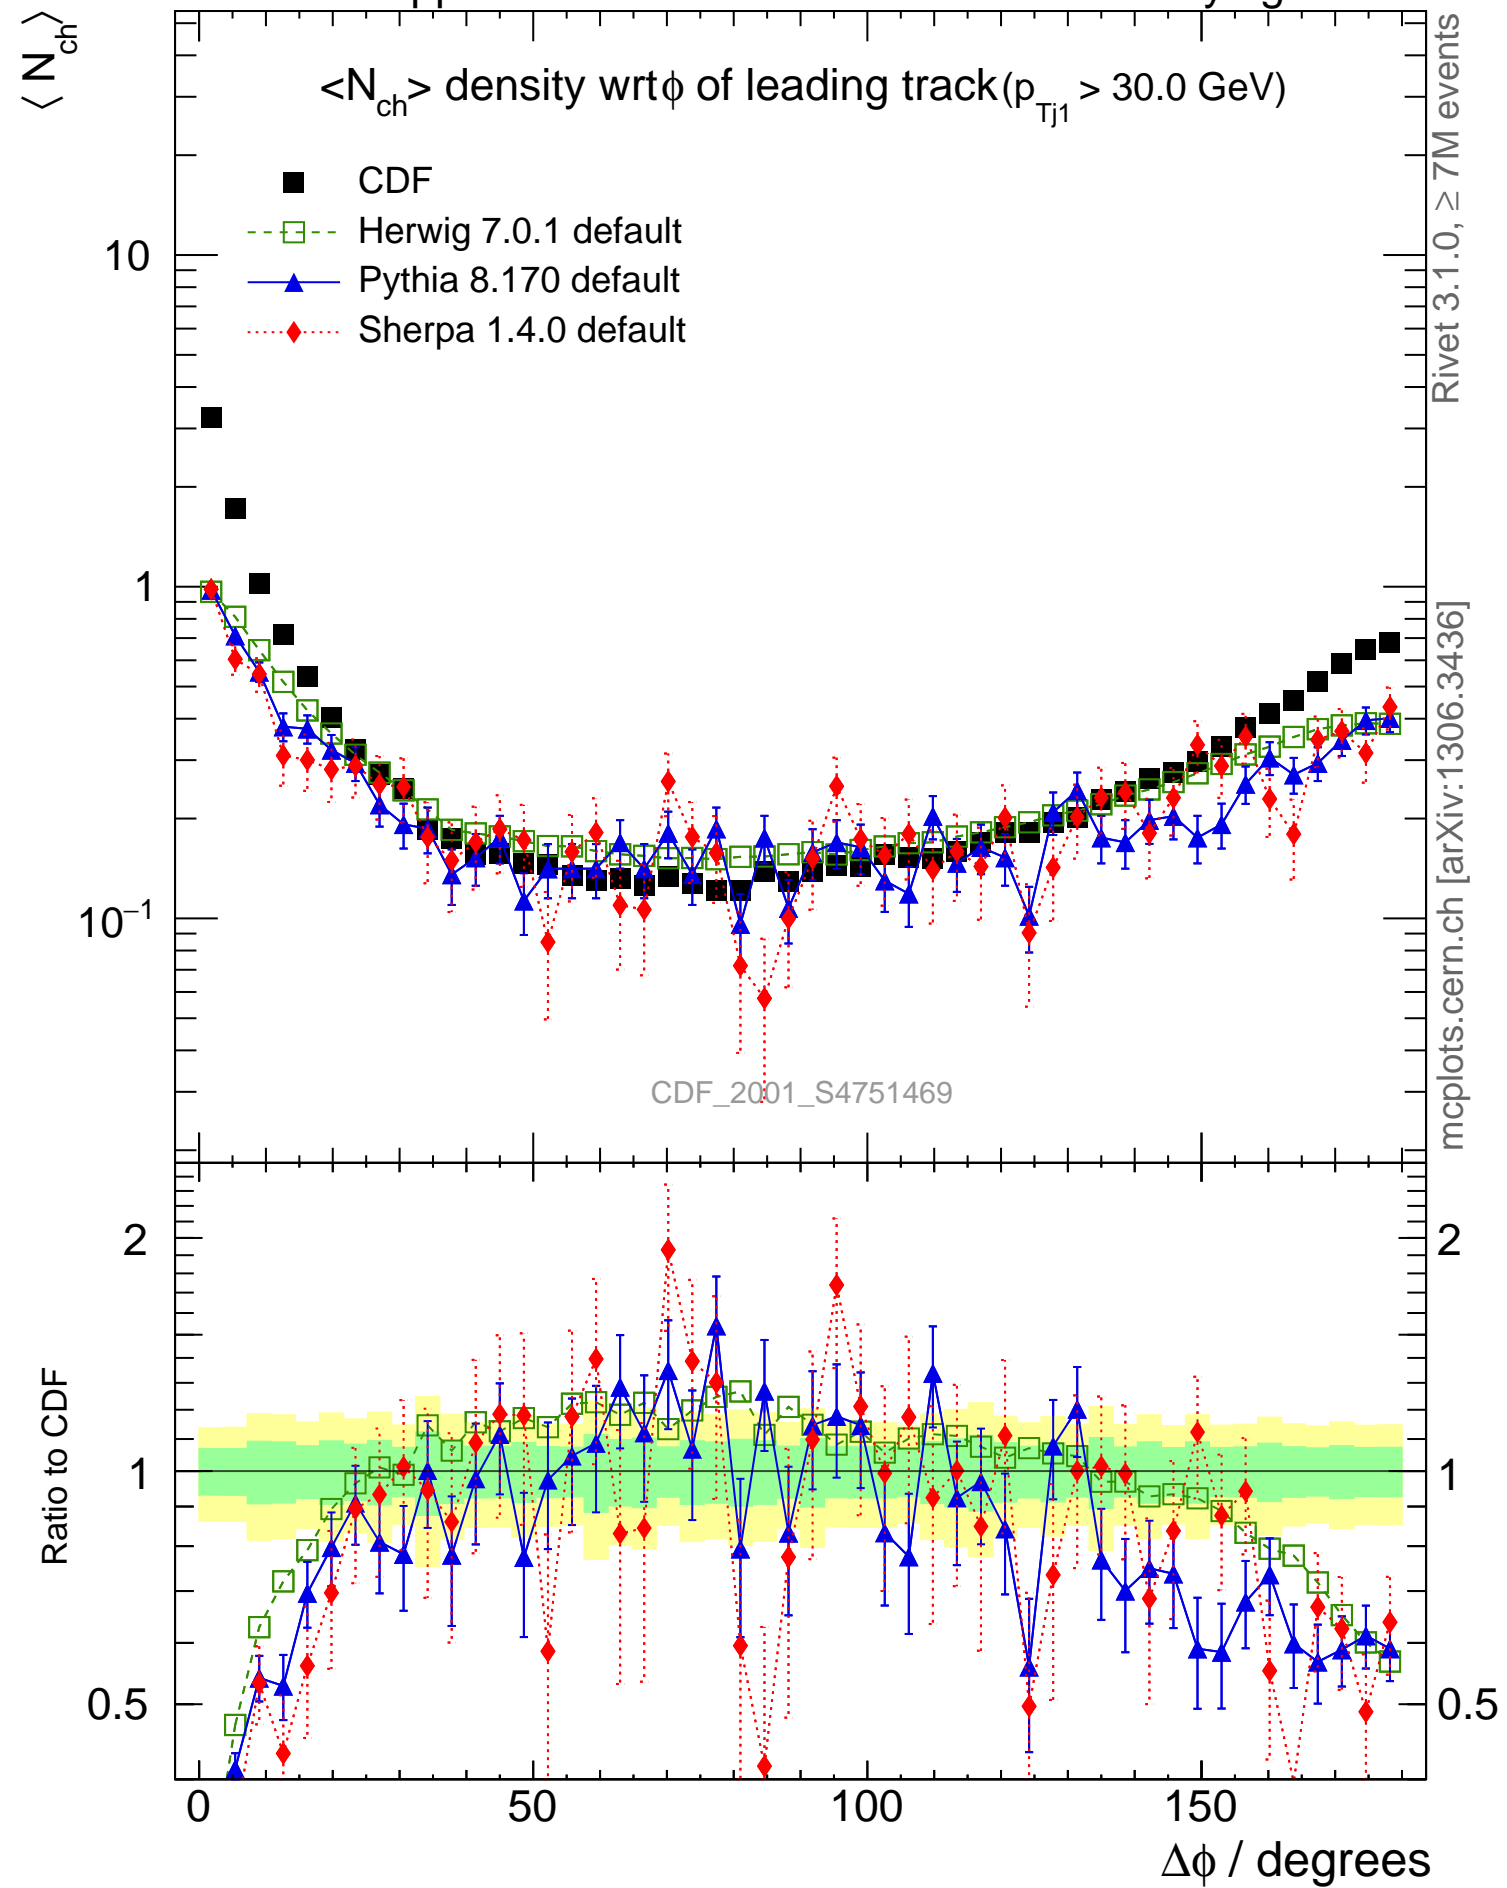 ⟨ N_ch ⟩
<N_ch> density wrtϕ of leading track(p_Tj1 > 30.0 GeV)
CDF
Herwig 7.0.1 default
Pythia 8.170 default
Sherpa 1.4.0 default
10
1
10⁻¹
CDF_2001_S4751469
Rivet 3.1.0, ≥ 7M events
mcplots.cern.ch [arXiv:1306.3436]
Ratio to CDF
2
1
0.5
2
1
0.5
0
50
100
150
Δϕ / degrees